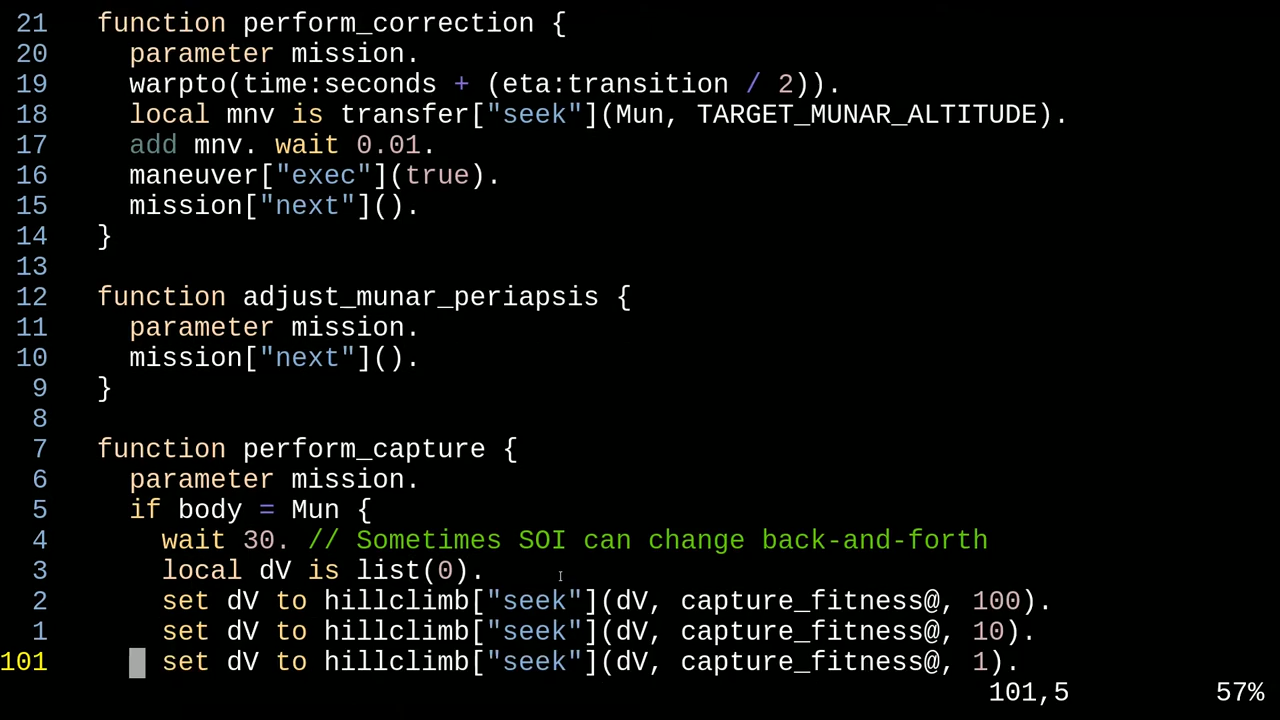 21   function perform_correction {
20     parameter mission.
19     warpto(time:seconds + (eta:transition / 2)).
18     local mnv is transfer["seek"](Mun, TARGET_MUNAR_ALTITUDE).
17     add mnv. wait 0.01.
16     maneuver["exec"](true).
15     mission["next"]().
14   }
13
12   function adjust_munar_periapsis {
11     parameter mission.
10     mission["next"]().
9   }
8
7   function perform_capture {
6     parameter mission.
5     if body = Mun {
4       wait 30. // Sometimes SOI can change back-and-forth
3       local dV is list(0).
2       set dV to hillclimb["seek"](dV, capture_fitness@, 100).
1       set dV to hillclimb["seek"](dV, capture_fitness@, 10).
101       set dV to hillclimb["seek"](dV, capture_fitness@, 1).
101,5 57%